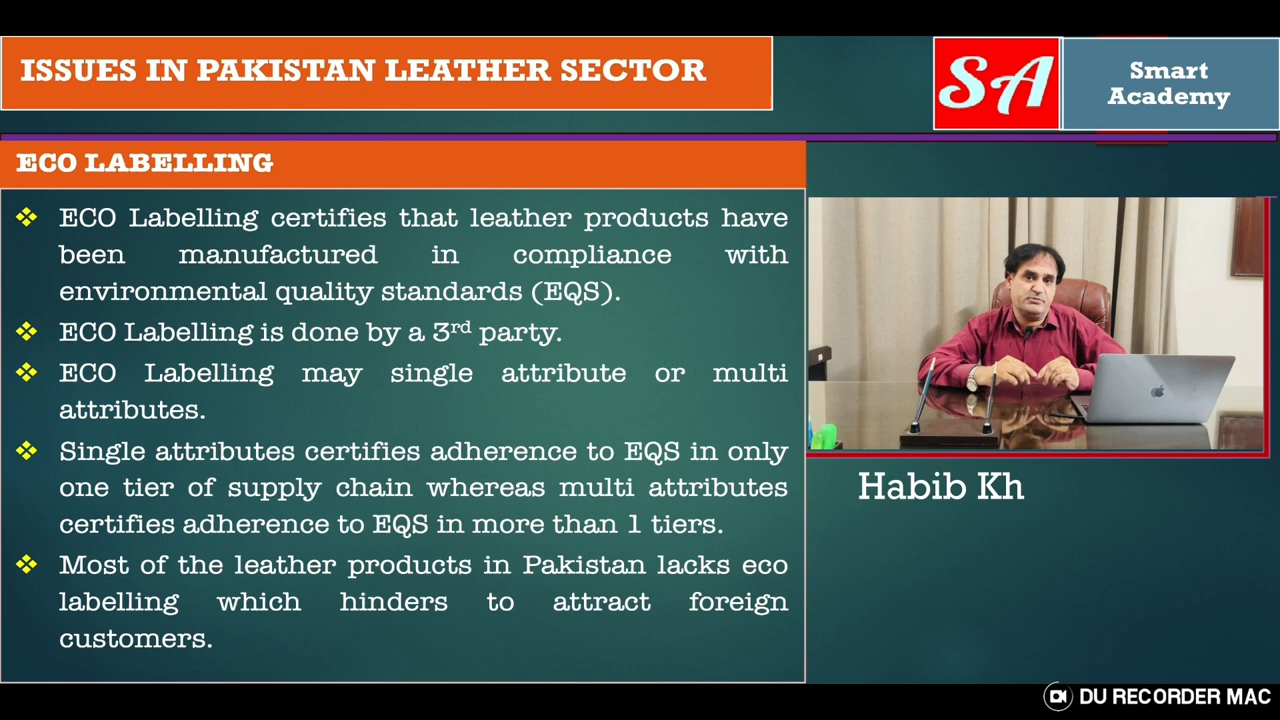 ISSUES IN PAKISTAN LEATHER SECTOR
SA
Smart
Academy
ECO LABELLING
❖ ECO Labelling certifies that leather products have
been manufactured in compliance with
environmental quality standards (EQS).
❖ ECO Labelling is done by a 3rd party.
❖ ECO Labelling may single attribute or multi
attributes.
❖ Single attributes certifies adherence to EQS in only
one tier of supply chain whereas multi attributes
certifies adherence to EQS in more than 1 tiers.
❖ Most of the leather products in Pakistan lacks eco
labelling which hinders to attract foreign
customers.
Habib Kh
DU RECORDER MAC